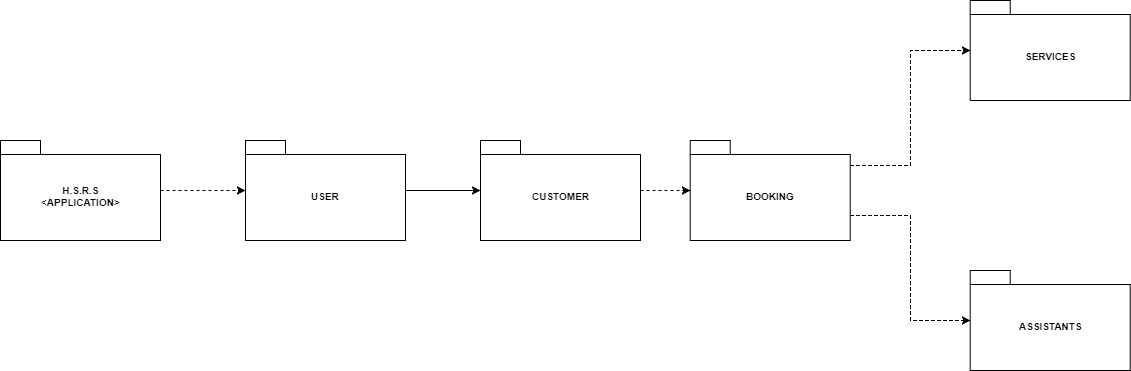 SERVICES
H.S.R.S
<APPLICATION>
USER
CUSTOMER
BOOKING
ASSISTANTS